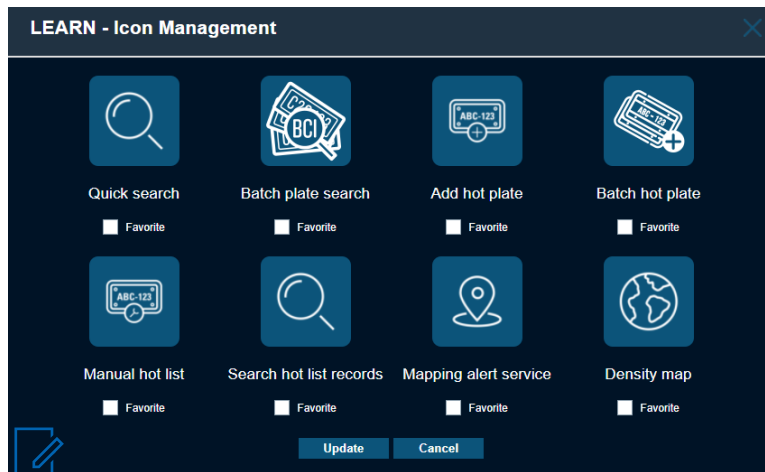 LEARN - Icon Management
ABC-123
ABC-123
BCI
Quick search Batch plate search Add hot plate Batch hot plate
Favorite Favorite Favorite Favorite
ABC-123
Manual hot list Search hot list records Mapping alert service Density map
Favorite Favorite Favorite Favorite
Update Cancel